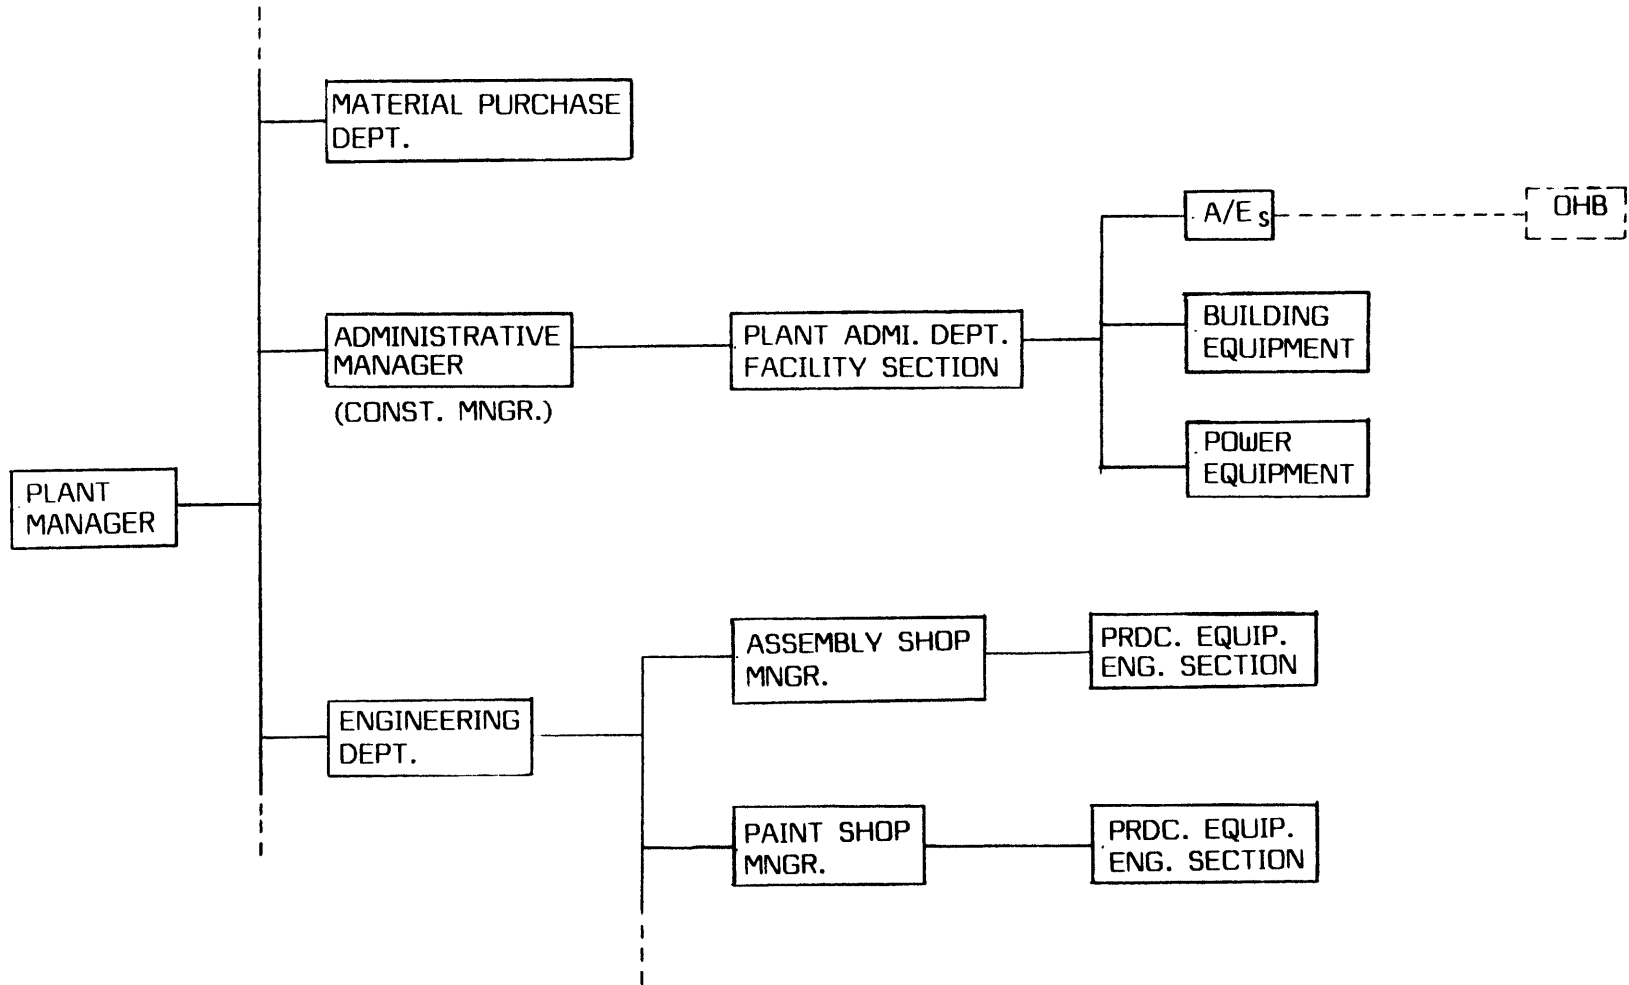 MATERIAL PURCHASE
DEPT.
A/Es
OHB
ADMINISTRATIVE
MANAGER
(CONST. MNGR.)
PLANT ADMI. DEPT.
FACILITY SECTION
BUILDING
EQUIPMENT
POWER
EQUIPMENT
PLANT
MANAGER
ASSEMBLY SHOP
MNGR.
PRDC. EQUIP.
ENG. SECTION
ENGINEERING
DEPT.
PAINT SHOP
MNGR.
PRDC. EQUIP.
ENG. SECTION